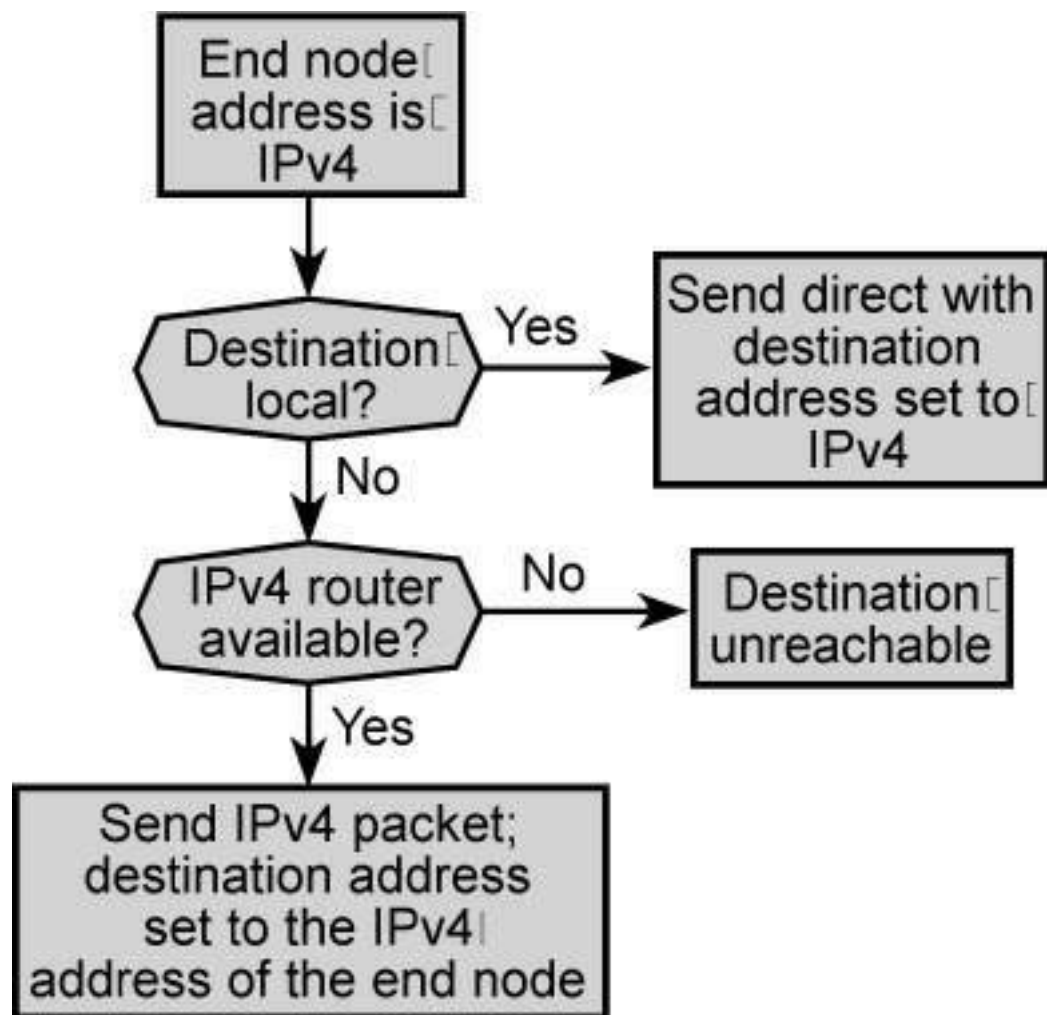 End node
address is
IPv4
Destination
local?
Yes
Send direct with
destination
address set to
IPv4
No
IPv4 router
available?
No
Destination
unreachable
Yes
Send IPv4 packet;
destination address
set to the IPv4
address of the end node